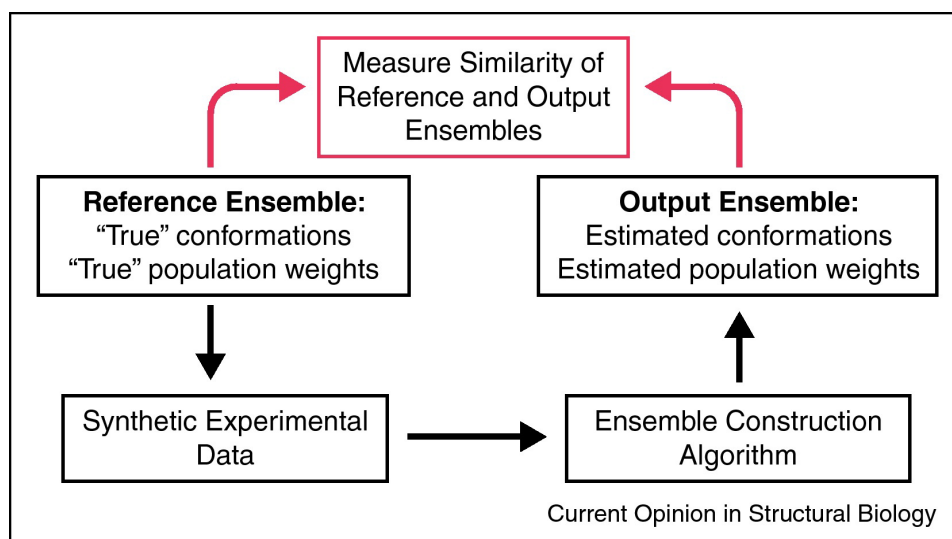 Measure Similarity of
Reference and Output
Ensembles
Reference Ensemble:
“True” conformations
“True” population weights
Output Ensemble:
Estimated conformations
Estimated population weights
Synthetic Experimental
Data
Ensemble Construction
Algorithm
Current Opinion in Structural Biology